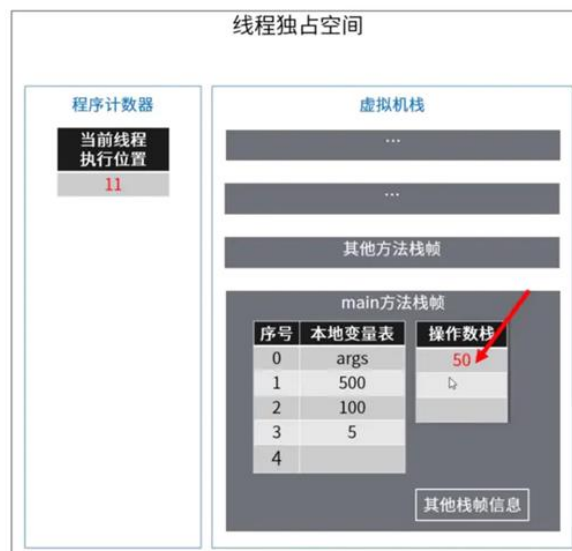 线程独占空间
程序计数器
当前线程
执行位置
11
虚拟机栈
...
...
其他方法栈帧
main方法栈帧
序号 本地变量表
0 args
1 500
2 100
3 5
4
操作数栈
50
其他栈帧信息